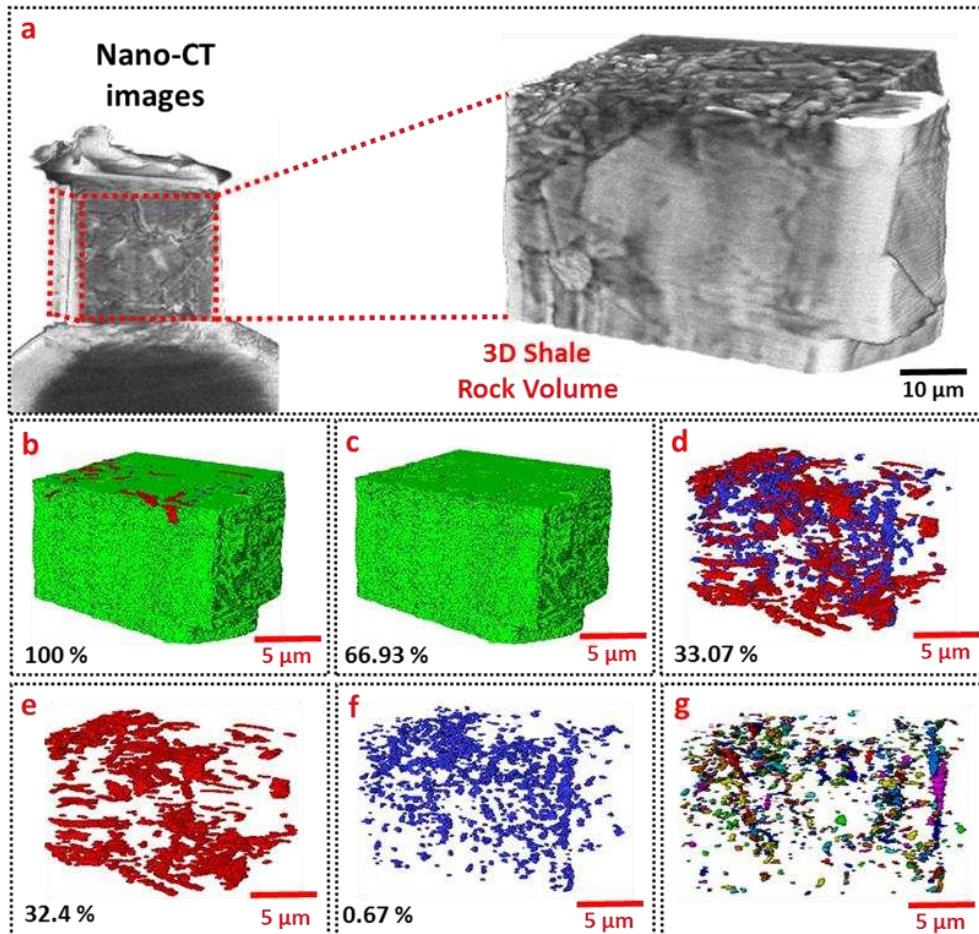 a
Nano-CT
images
3D Shale
Rock Volume
10 μm
b
100 %
5 μm
c
66.93 %
5 μm
d
33.07 %
5 μm
e
32.4 %
5 μm
f
0.67 %
5 μm
g
5 μm